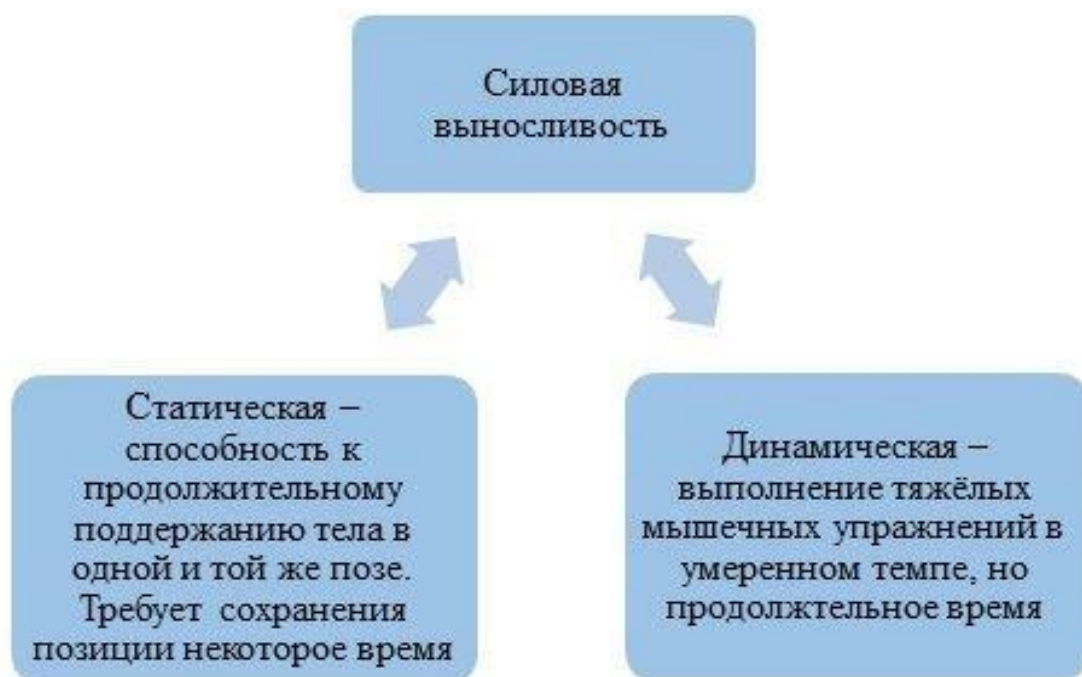 Силовая
выносливость
Статическая –
способность к
продолжительному
поддержанию тела в
одной и той же позе.
Требует сохранения
позиции некоторое время
Динамическая –
выполнение тяжёлых
мышечных упражнений в
умеренном темпе, но
продолжтельное время